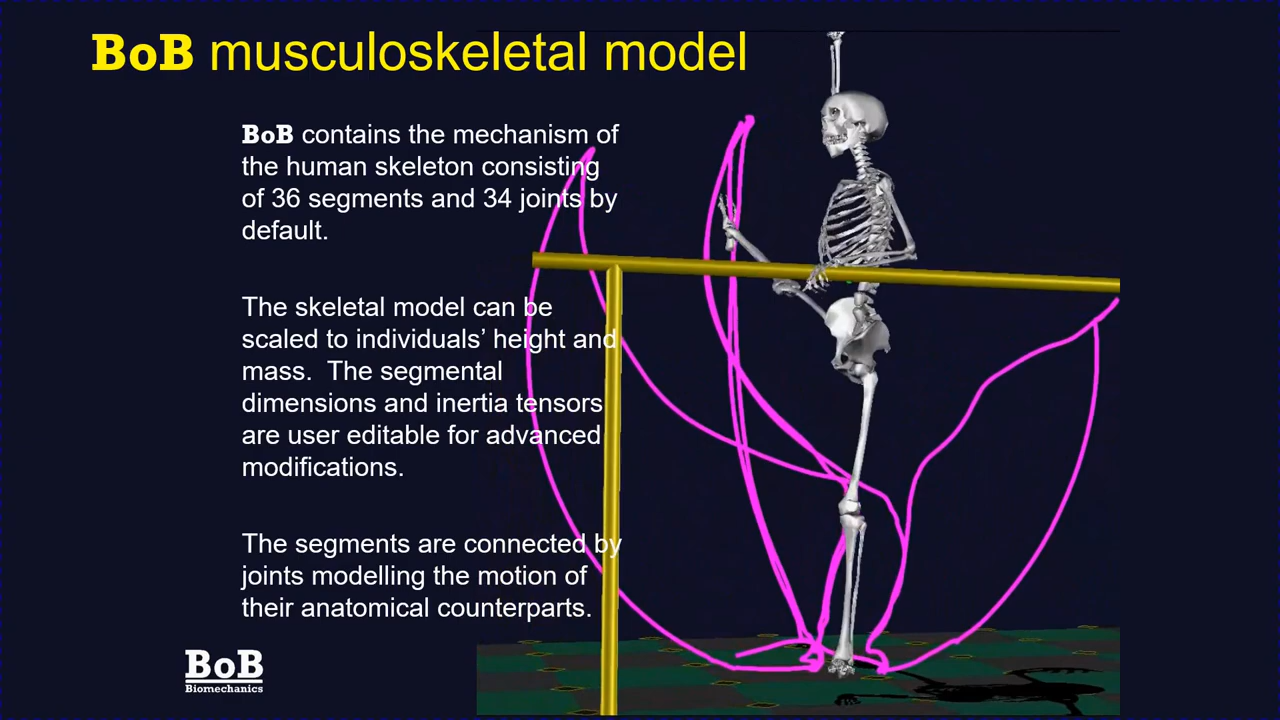 BoB musculoskeletal model
BoB contains the mechanism of
the human skeleton consisting
of 36 segments and 34 joints by
default.
The skeletal model can be
scaled to individuals’ height and
mass.  The segmental
dimensions and inertia tensors
are user editable for advanced
modifications.
The segments are connected by
joints modelling the motion of
their anatomical counterparts.
BoB
Biomechanics